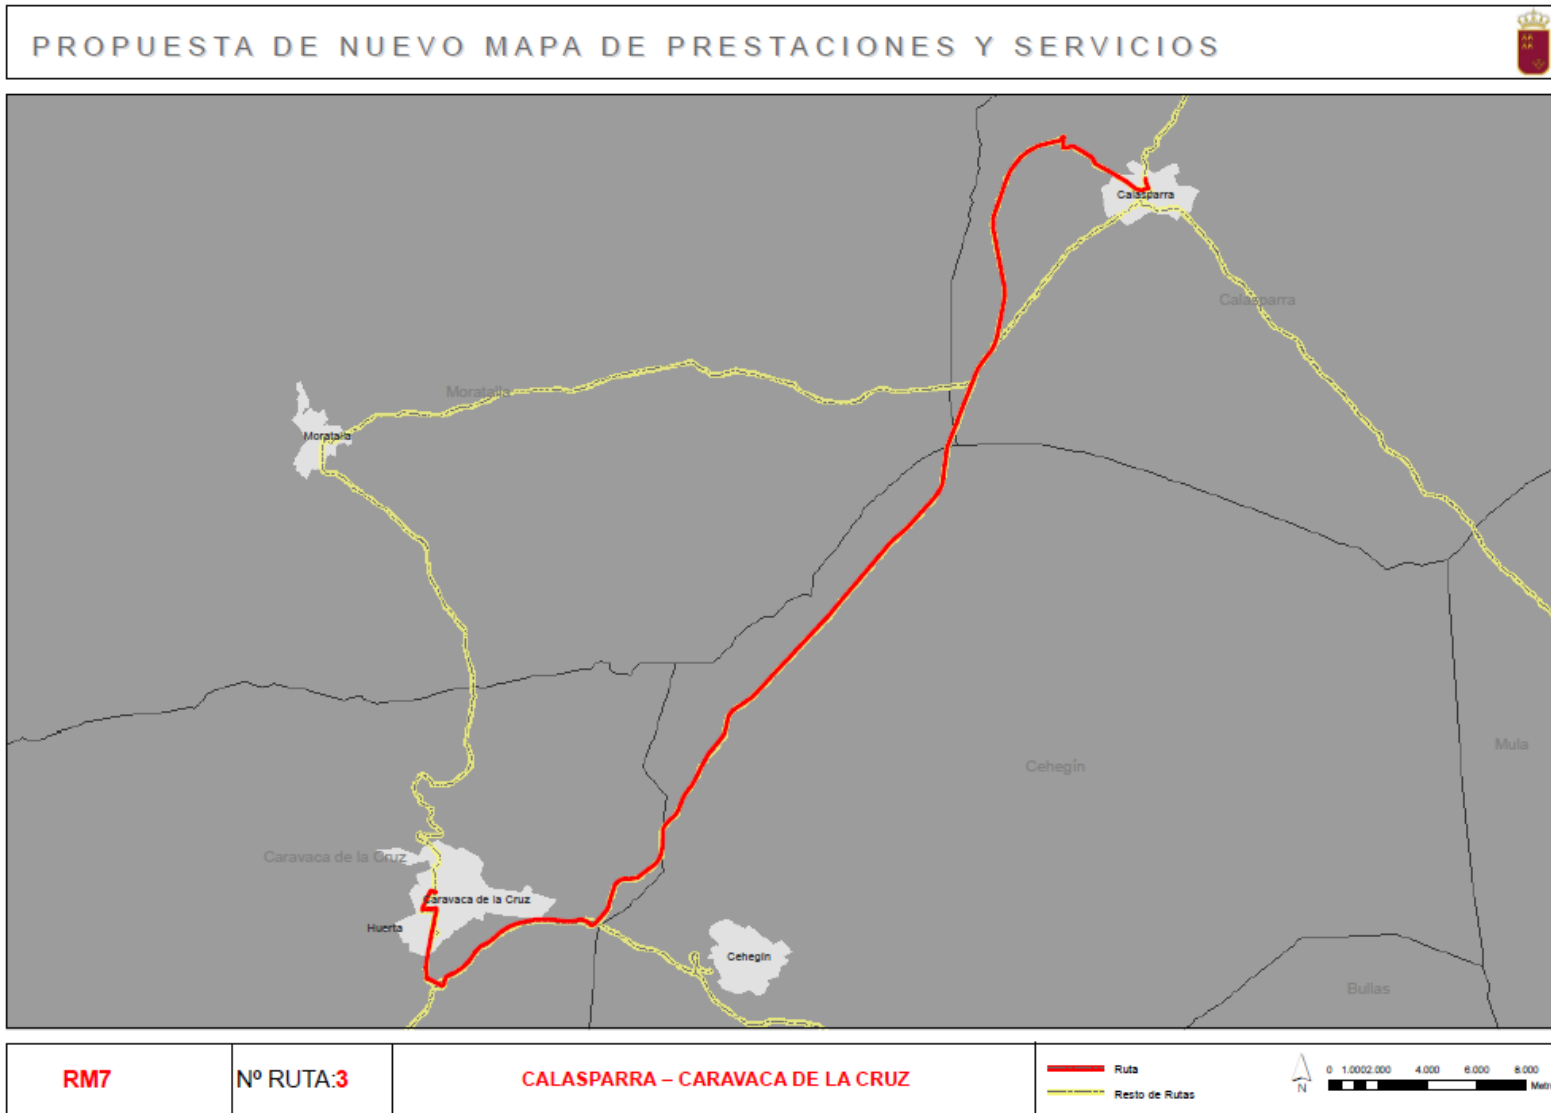 PROPUESTA DE NUEVO MAPA DE PRESTACIONES Y SERVICIOS
Calasparra
Calasparra
Moratalla
Moratalla
Mula
Cehegín
Caravaca de la Cruz
Caravaca de la Cruz
Huerta
Cehegín
Bullas
RM7
Nº RUTA:3
CALASPARRA – CARAVACA DE LA CRUZ
Ruta
Resto de Rutas
N
0 1.0002.000 4.000 6.000 8.000
Metr